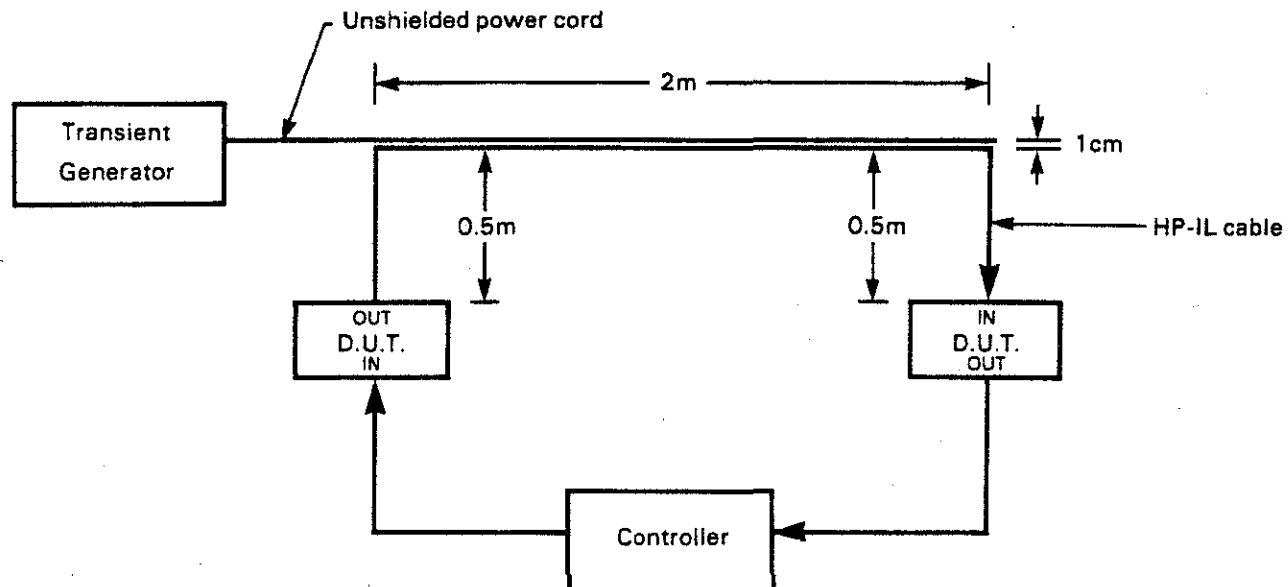 Unshielded power cord
2m
Transient
Generator
1cm
0.5m
0.5m
HP-IL cable
OUT
D.U.T.
IN
IN
D.U.T.
OUT
Controller